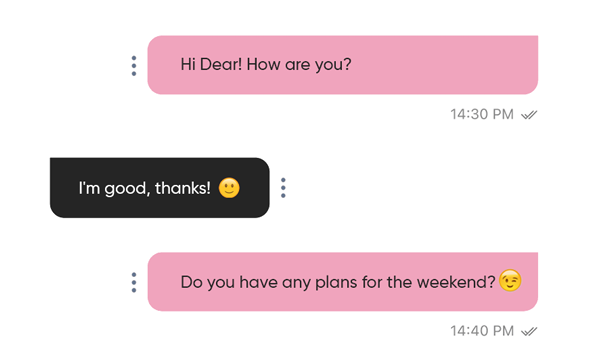 Hi Dear! How are you?
14:30 PM
I'm good, thanks! 🙂
Do you have any plans for the weekend? 😉
14:40 PM